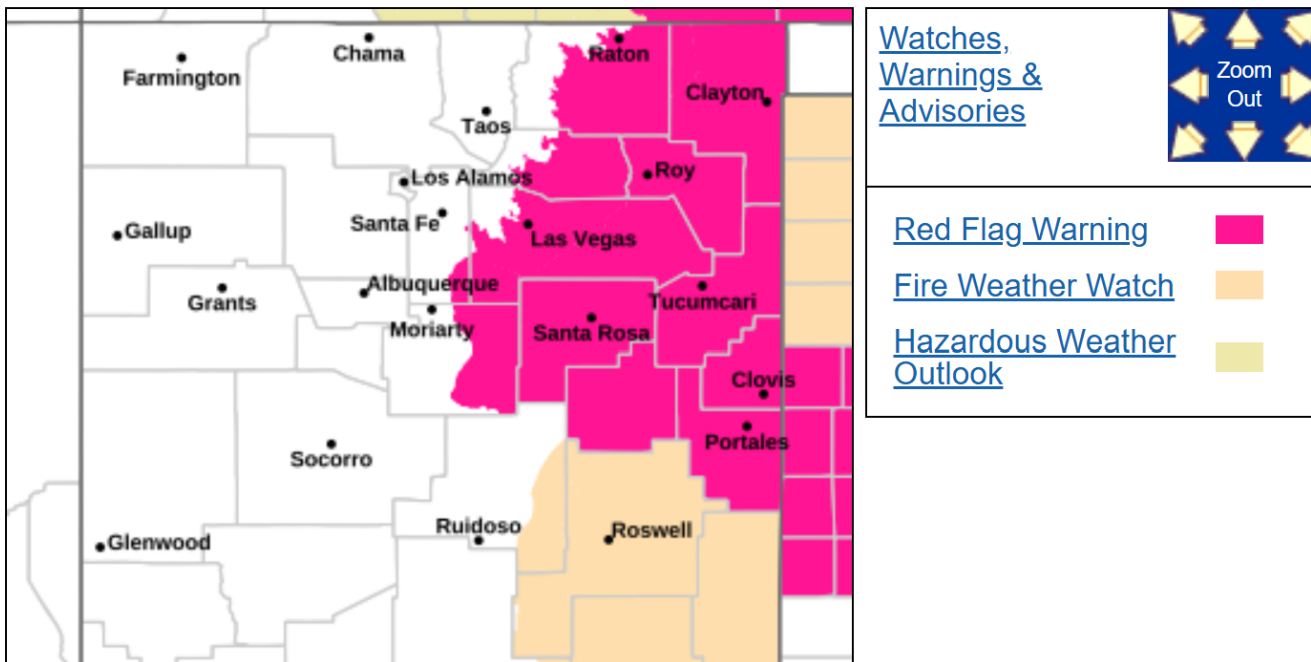 Chama
Raton
Farmington
Clayton
Taos
Los Alamos
Roy
Santa Fe
Gallup
Las Vegas
Albuquerque
Grants
Tucumcari
Moriarty
Santa Rosa
Clovis
Portales
Socorro
Ruidoso
Roswell
Glenwood
Watches,
Warnings &
Advisories
Zoom
Out
Red Flag Warning
Fire Weather Watch
Hazardous Weather
Outlook